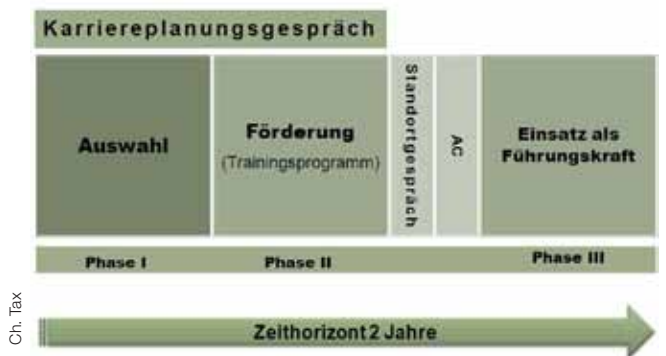 Karriereplanungsgespräch
Auswahl
Förderung
(Trainingsprogramm)
Standortgespräch
AC
Einsatz als
Führungskraft
Phase I
Phase II
Phase III
Zeithorizont 2 Jahre
Ch. Tax